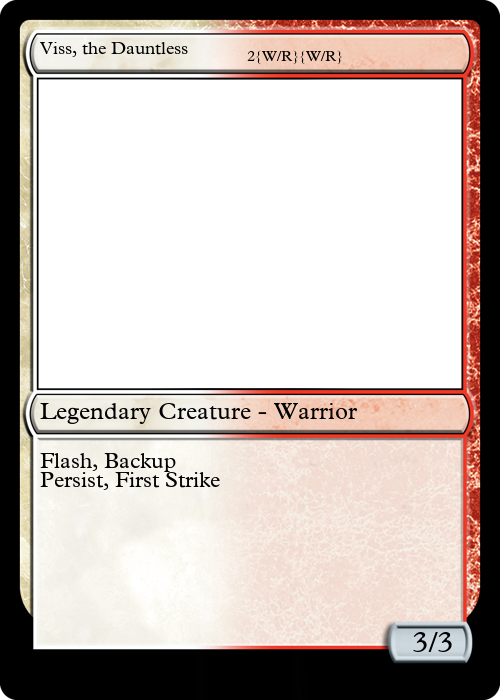 Viss, the Dauntless 2{W/R}{W/R}
Legendary Creature - Warrior
Flash, Backup
Persist, First Strike
3/3